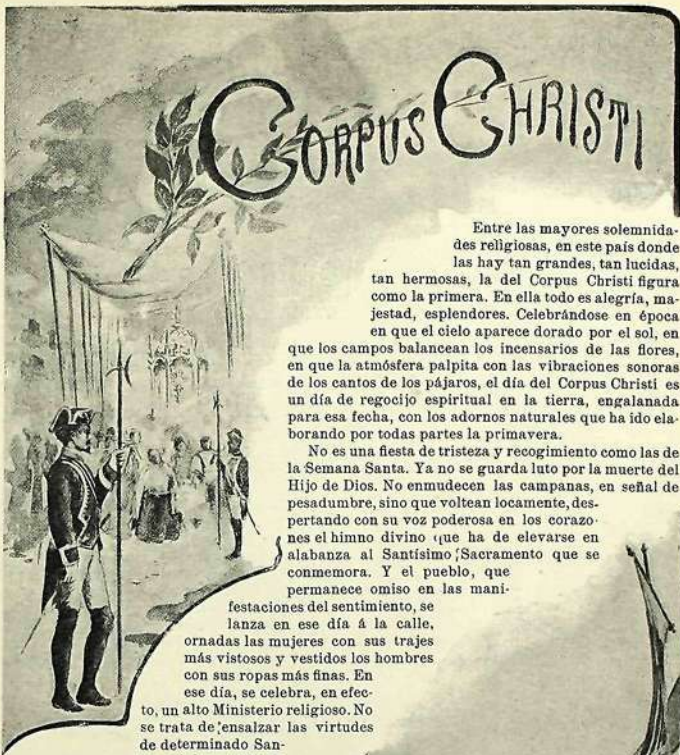 CORPUS CHRISTI
Entre las mayores solemnida-
des religiosas, en este país donde
las hay tan grandes, tan lucidas,
tan hermosas, la del Corpus Christi figura
como la primera. En ella todo es alegría, ma-
jestad, esplendores. Celebrándose en época
en que el cielo aparece dorado por el sol, en
que los campos balancean los incensarios de las flores,
en que la atmósfera palpita con las vibraciones sonoras
de los cantos de los pájaros, el día del Corpus Christi es
un día de regocijo espiritual en la tierra, engalanada
para esa fecha, con los adornos naturales que ha ido ela-
borando por todas partes la primavera.
No es una fiesta de tristeza y recogimiento como las de
la Semana Santa. Ya no se guarda luto por la muerte del
Hijo de Dios. No enmudecen las campanas, en señal de
pesadumbre, sino que voltean locamente, des-
pertando con su voz poderosa en los corazo-
nes el himno divino que ha de elevarse en
alabanza al Santísimo Sacramento que se
conmemora. Y el pueblo, que
permanece omiso en las mani-
festaciones del sentimiento, se
lanza en ese día á la calle,
ornadas las mujeres con sus trajes
más vistosos y vestidos los hombres
con sus ropas más finas. En
ese día, se celebra, en efec-
to, un alto Ministerio religioso. No
se trata de ensalzar las virtudes
de determinado San-